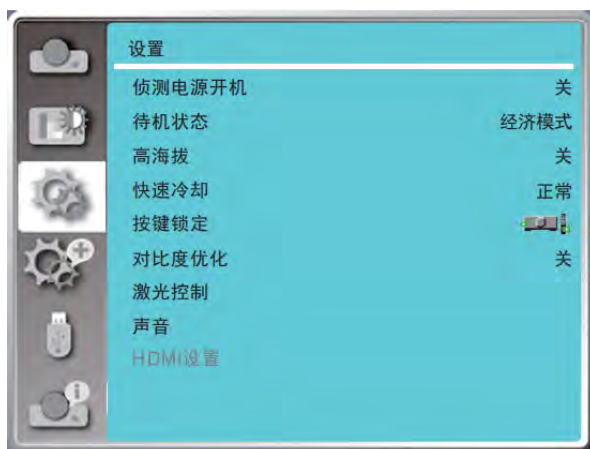 设置
侦测电源开机 关
待机状态 经济模式
高海拔 关
快速冷却 正常
按键锁定
对比度优化 关
激光控制
声音
HDMI设置